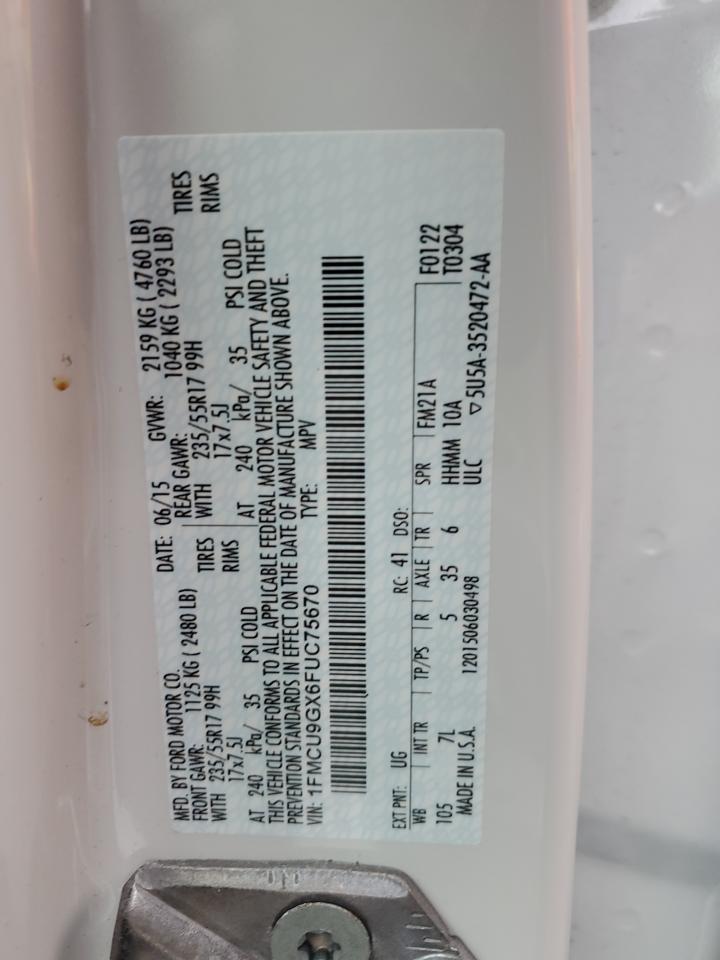 MFD. BY FORD MOTOR CO. DATE: 06/15 GVWR: 2159 KG ( 4760 LB)
FRONT GAWR: 1125 KG ( 2480 LB) REAR GAWR: 1040 KG ( 2293 LB)
WITH 235/55R17 99H TIRES WITH 235/55R17 99H TIRES
17x7.5J RIMS 17x7.5J RIMS
AT 240 kPa/ 35 PSI COLD AT 240 kPa/ 35 PSI COLD
THIS VEHICLE CONFORMS TO ALL APPLICABLE FEDERAL MOTOR VEHICLE SAFETY AND THEFT
PREVENTION STANDARDS IN EFFECT ON THE DATE OF MANUFACTURE SHOWN ABOVE.
VIN: 1FMCU9GX6FUC75670 TYPE: MPV
EXT PNT: UG RC: 41 DSO: F0122
WB INT TR TP/PS R AXLE TR SPR FM21A T0304
105 7L 5 35 6 HHMM 10A
MADE IN U.S.A. 1201506030498 ULC ▽5U5A-3520472-AA